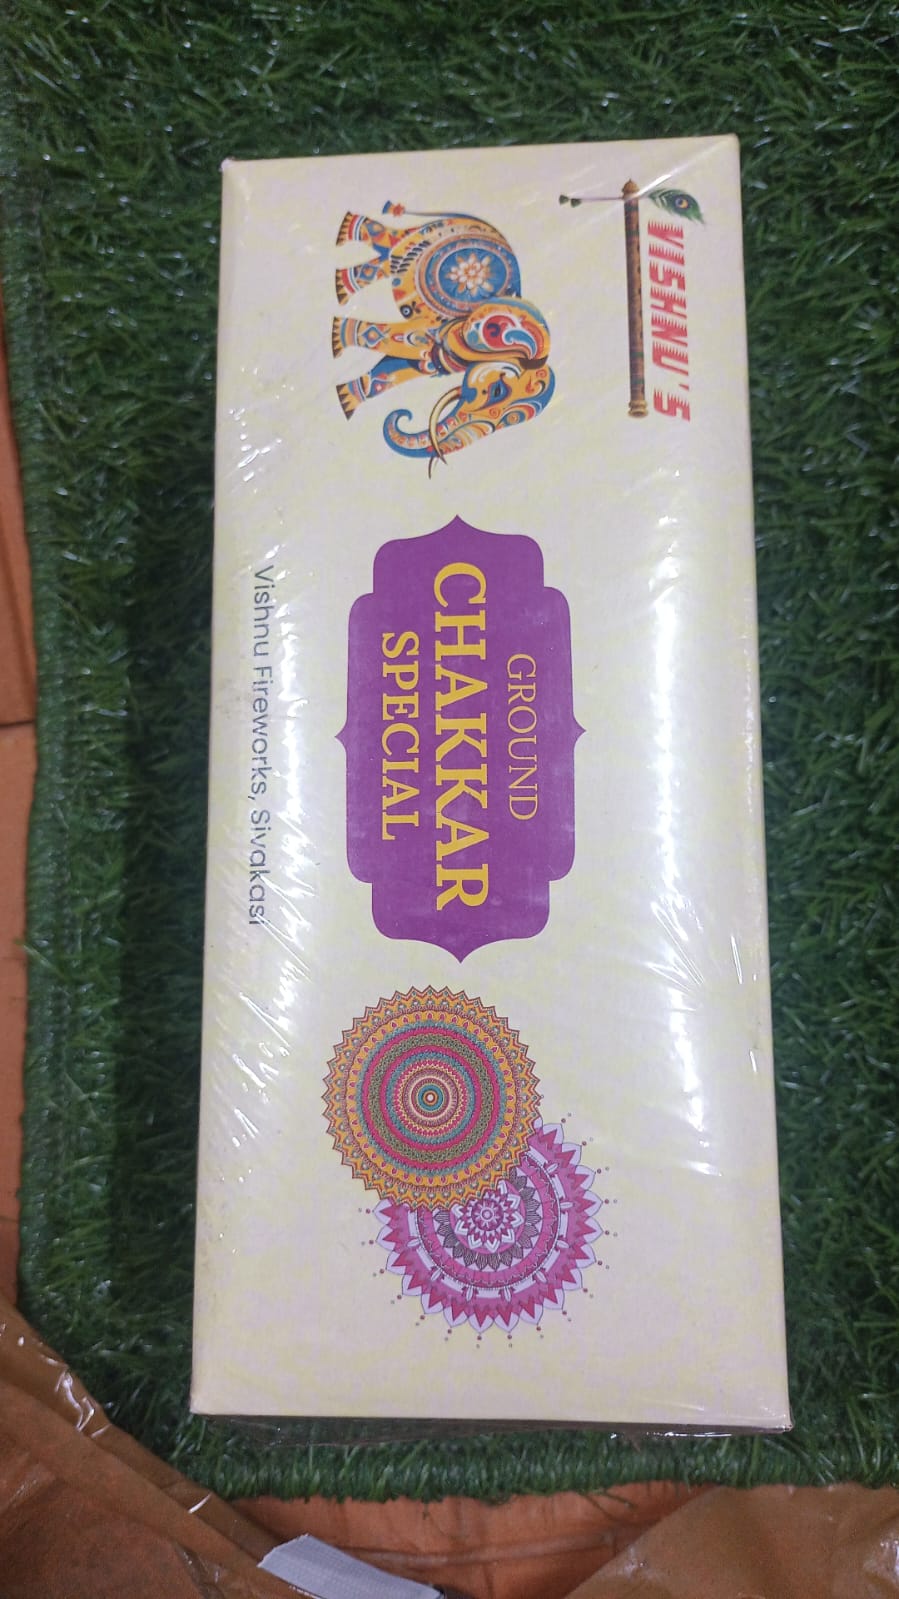 VISHNU'S
GROUND
CHAKKAR
SPECIAL
Vishnu Fireworks, Sivakasi